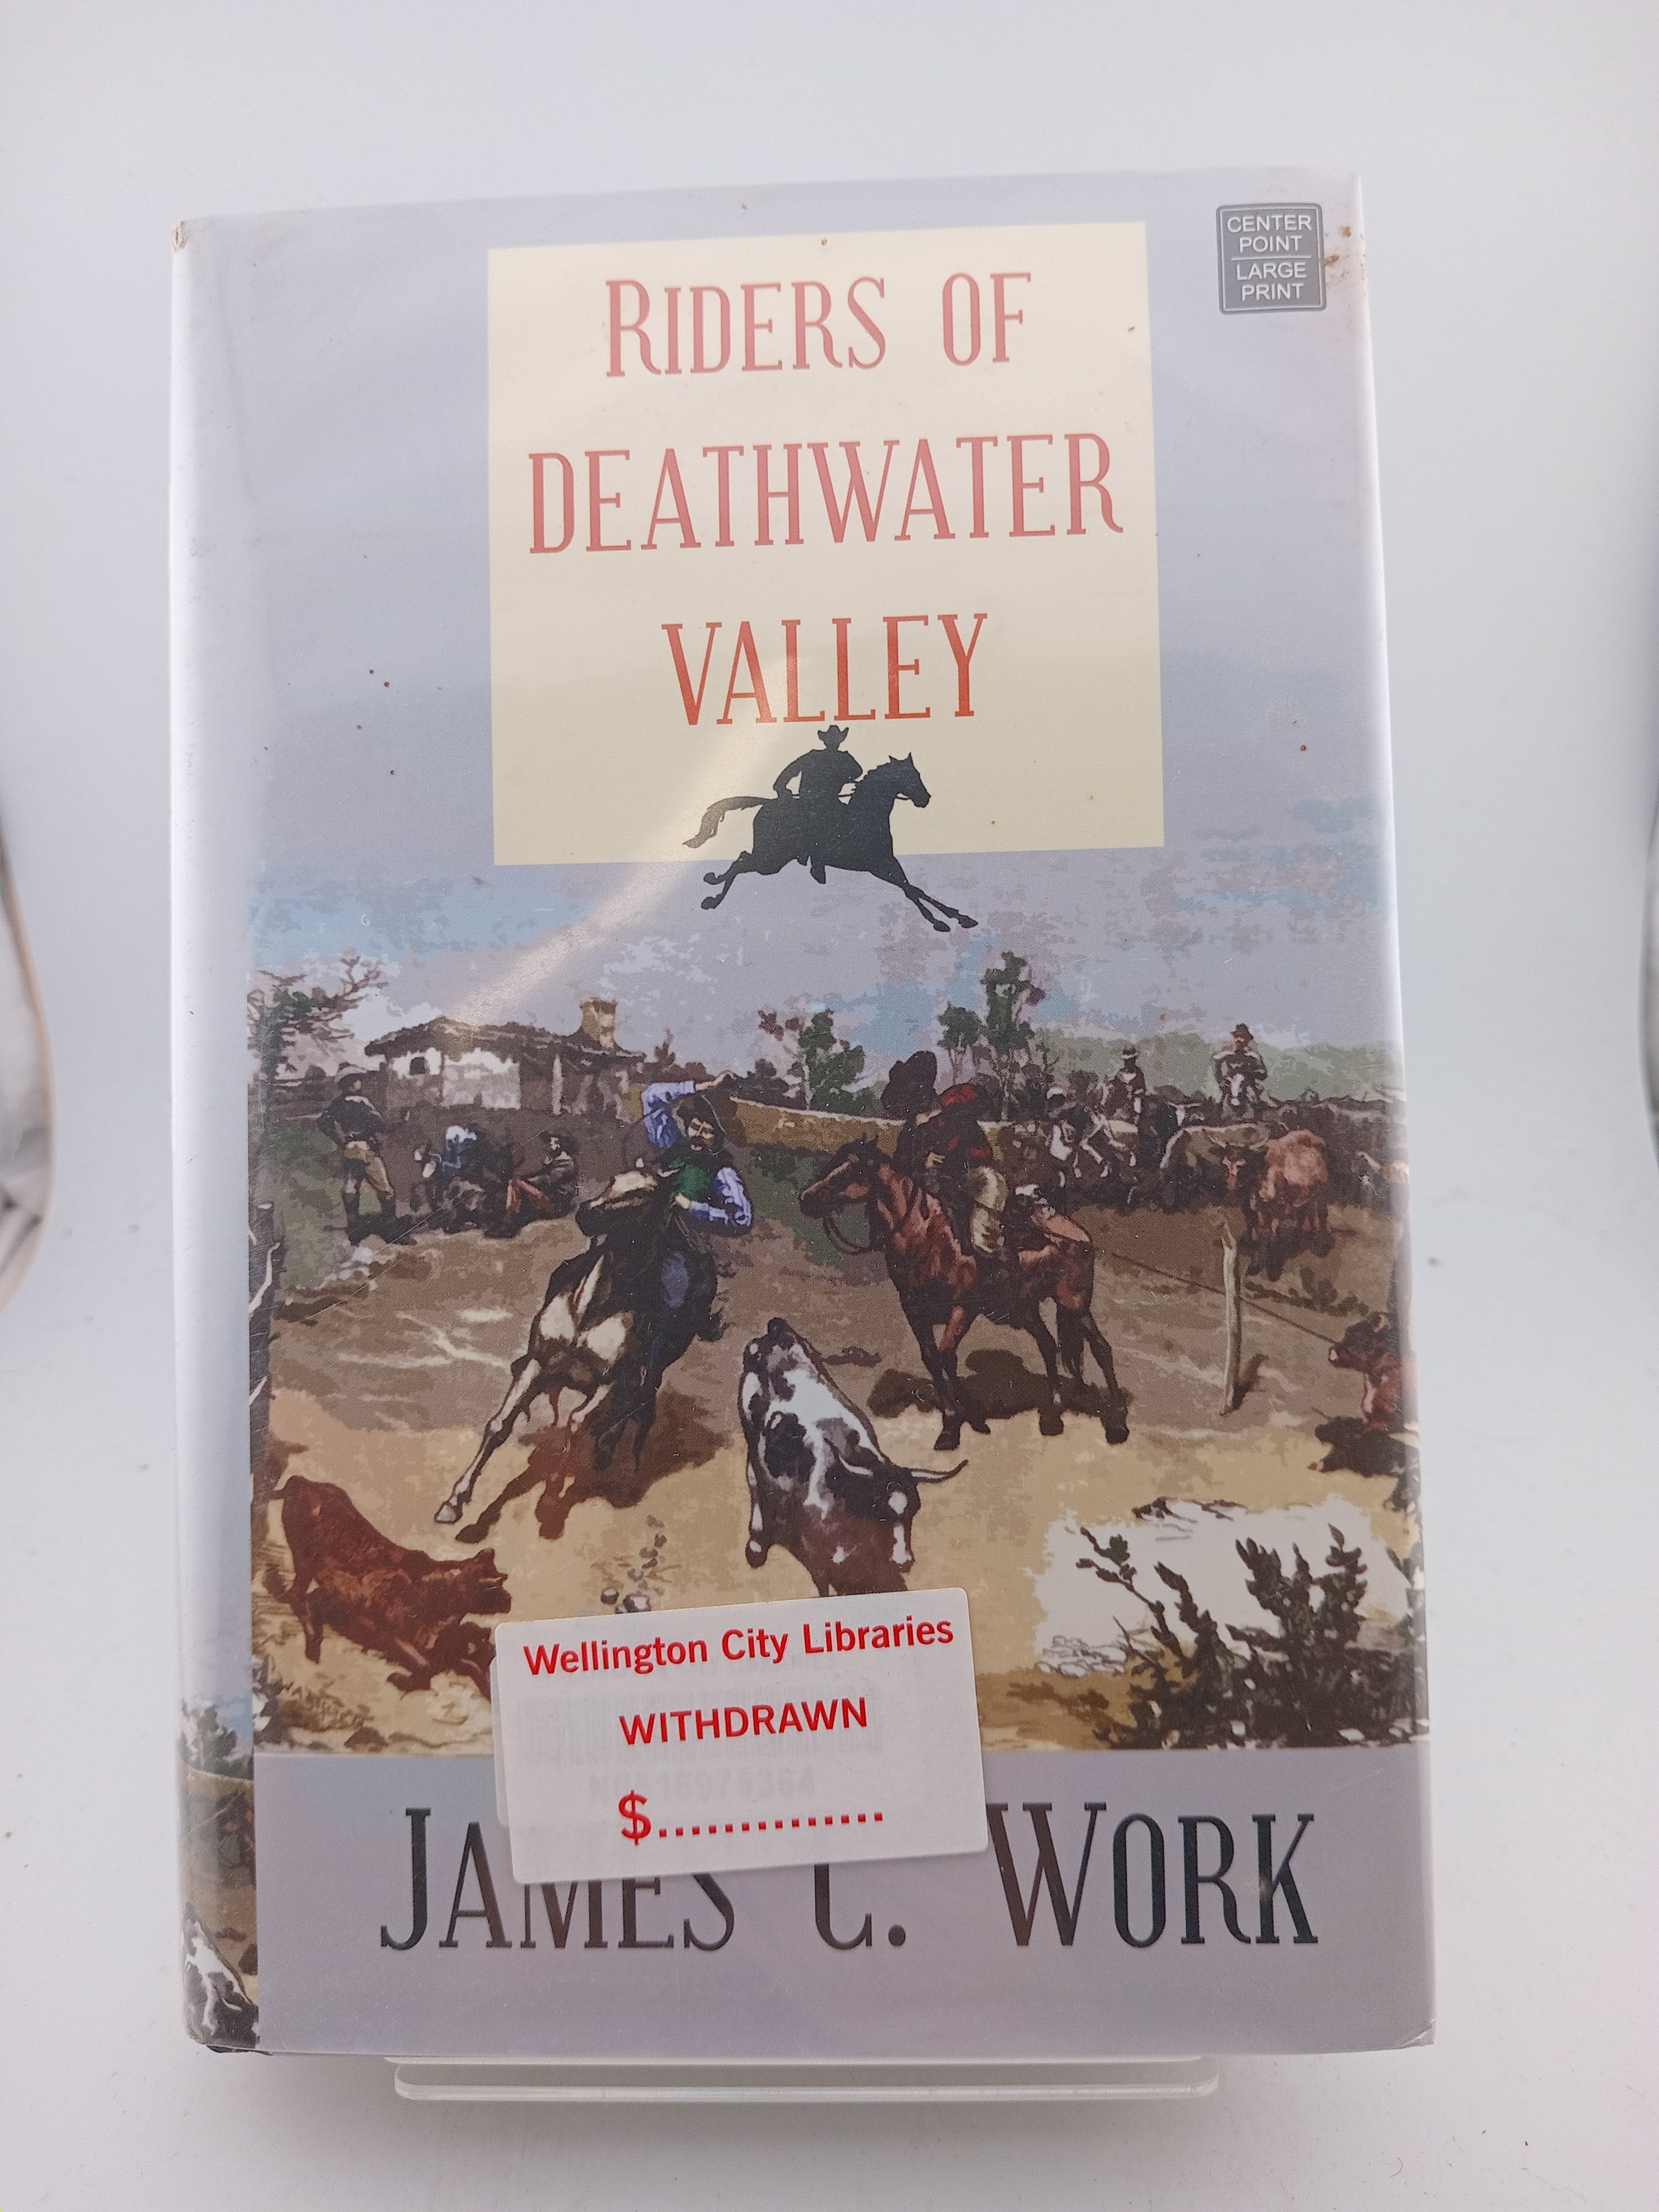 CENTER
POINT
LARGE
PRINT
RIDERS OF
DEATHWATER
VALLEY
Wellington City Libraries
WITHDRAWN
$..............
JAMES C. WORK